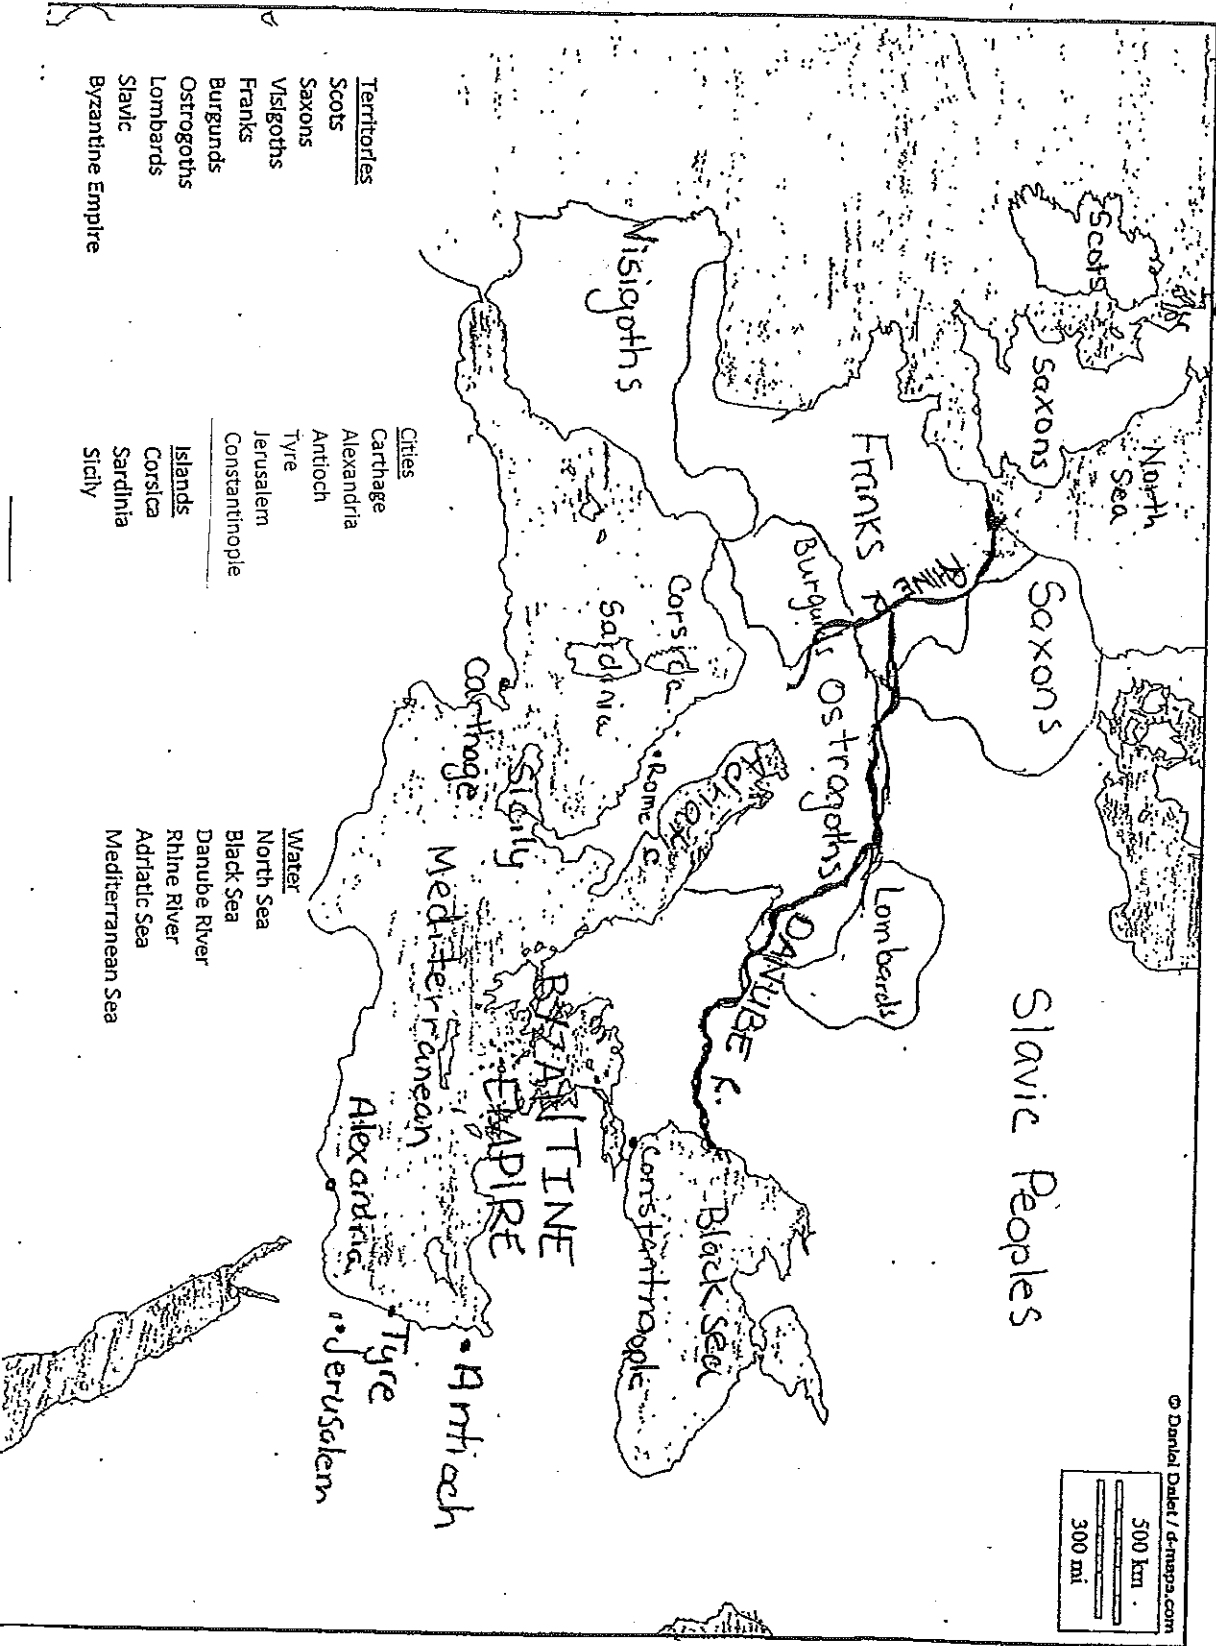 © Daniel Dalet / d-maps.com
500 km
300 mi
Scots
North
Sea
Saxons
Saxons
Slavic Peoples
Franks
RHINE R
Burgunds
Ostrogoths
Lombards
DANUBE R.
Visigoths
Corsica
Sardinia
Rome
Adriatic
Black Sea
Constantinople
Carthage
Sicily
Mediterranean
BYZANTINE
EMPIRE
Antioch
Alexandria
Tyre
Jerusalem
Territories
Scots
Saxons
Visigoths
Franks
Burgunds
Ostrogoths
Lombards
Slavic
Byzantine Empire
Cities
Carthage
Alexandria
Antioch
Tyre
Jerusalem
Constantinople
Islands
Corsica
Sardinia
Sicily
Water
North Sea
Black Sea
Danube River
Rhine River
Adriatic Sea
Mediterranean Sea